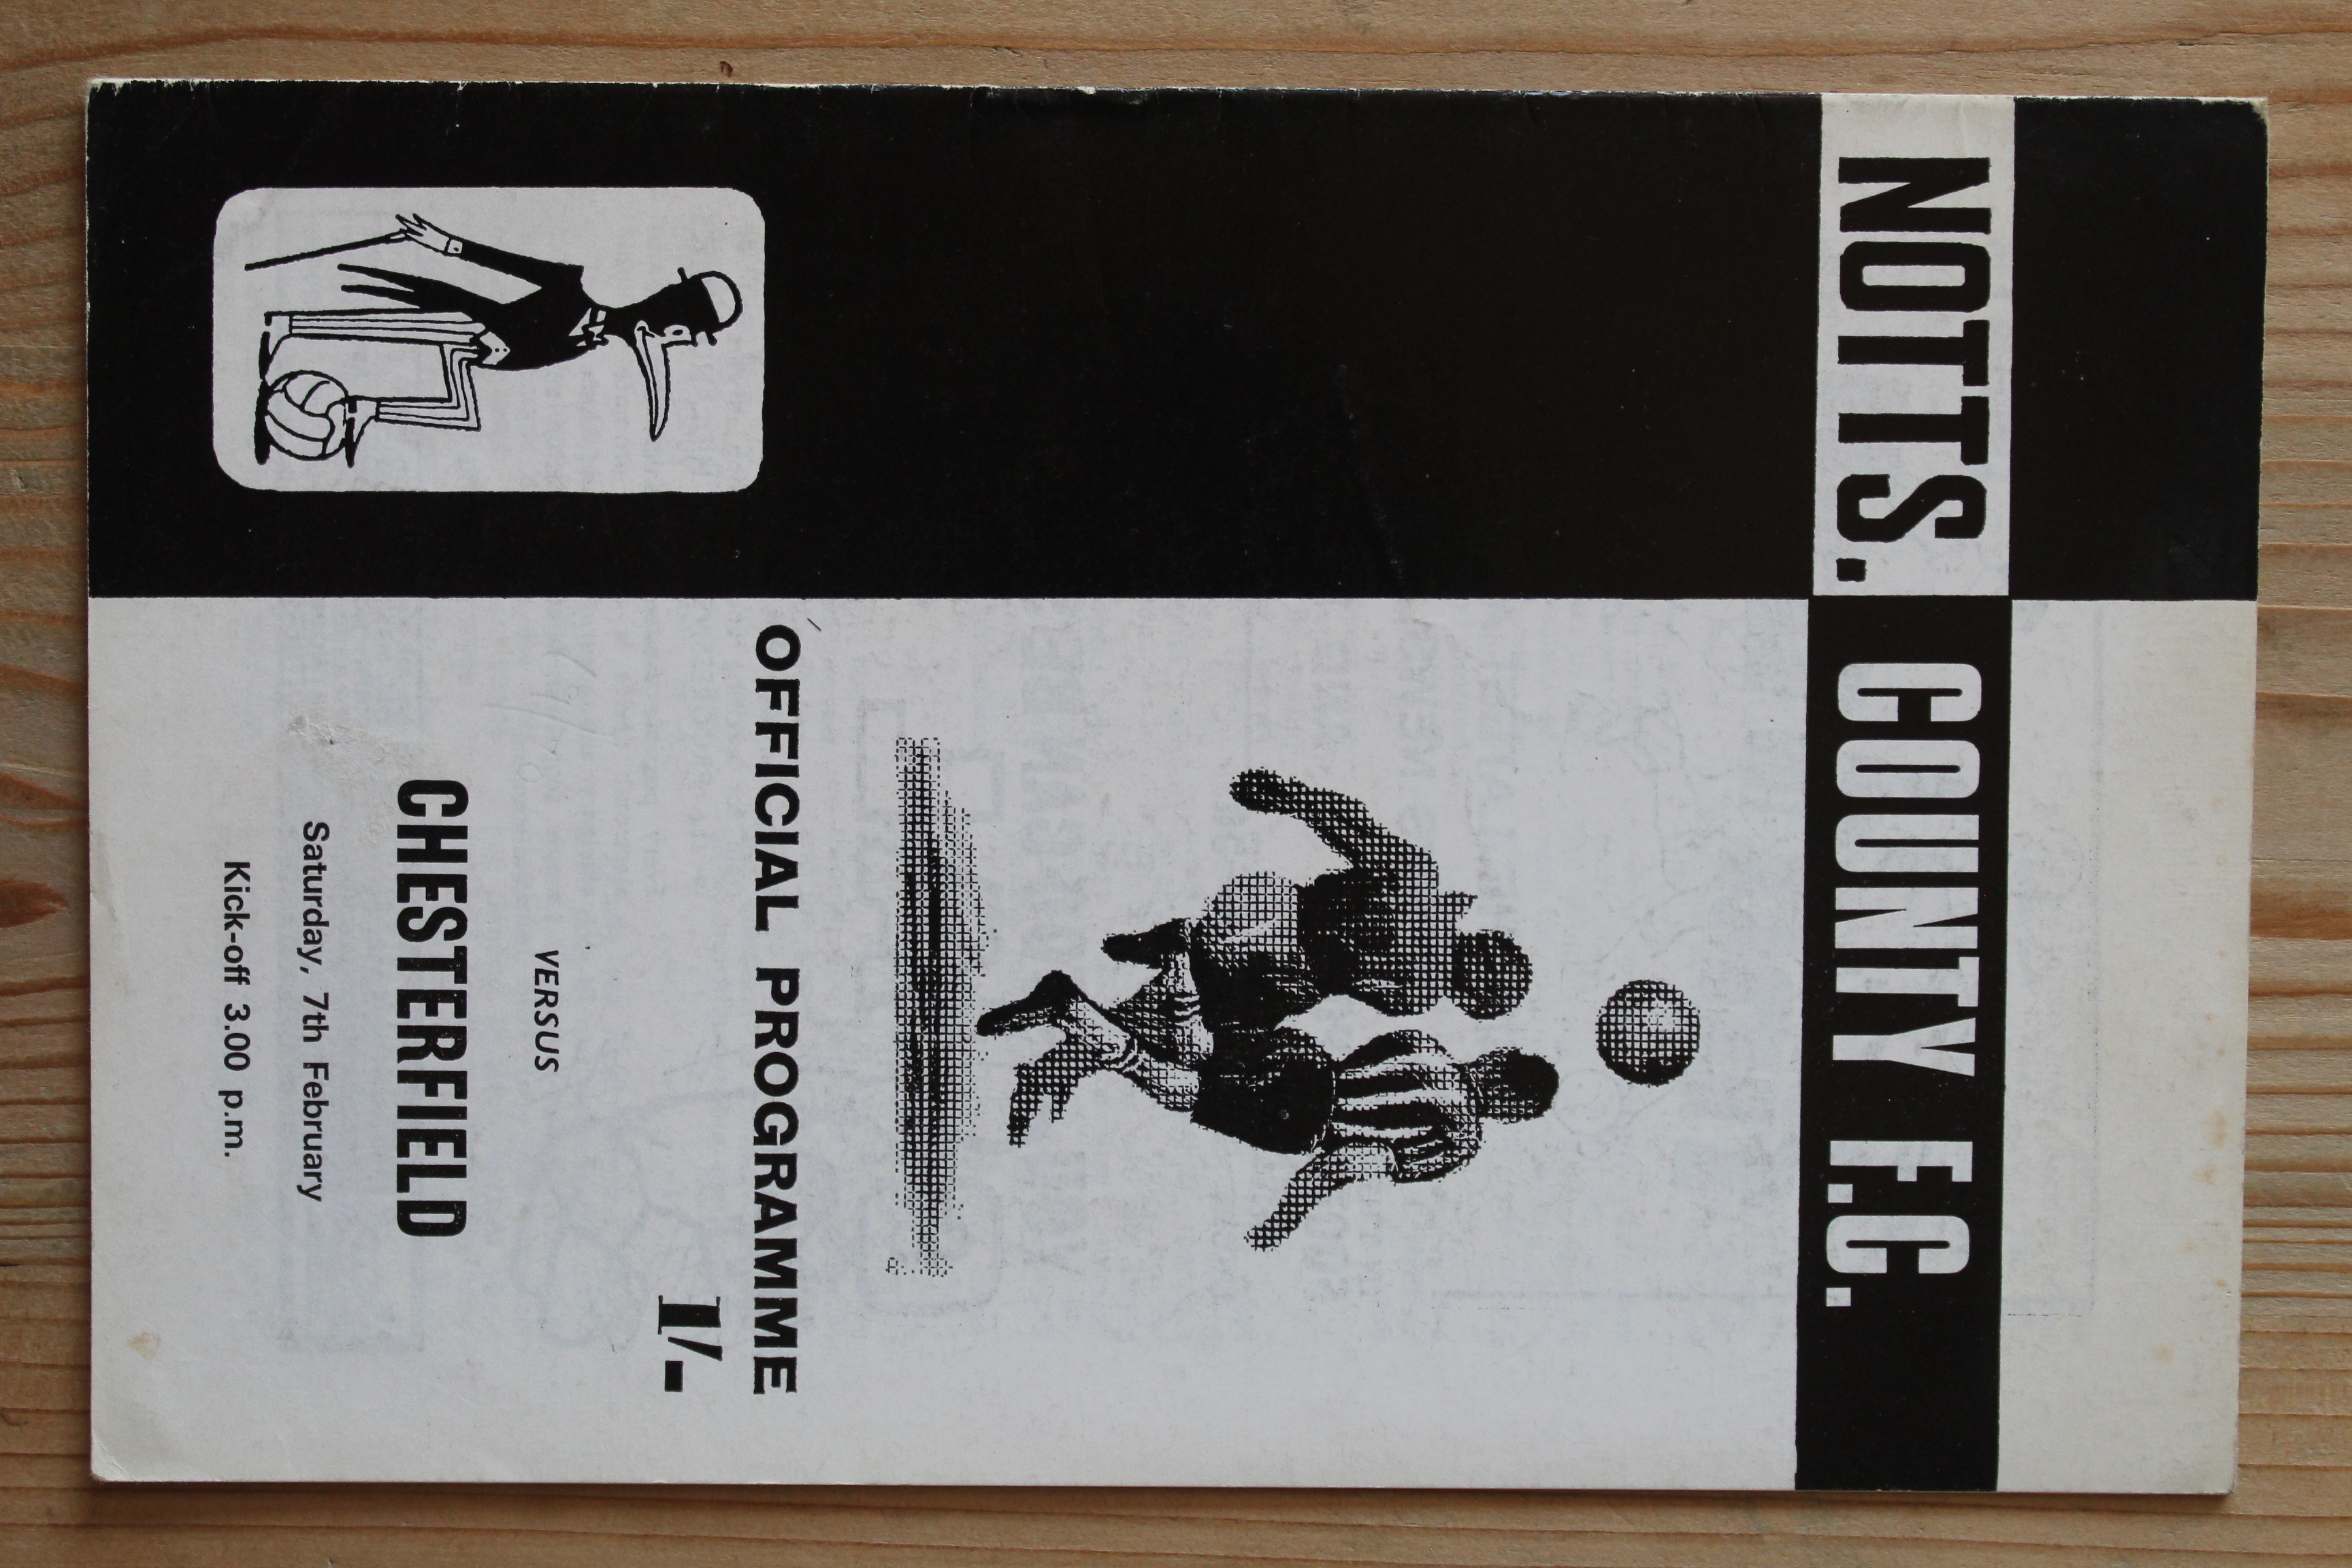 NOTTS. COUNTY F.C.
OFFICIAL PROGRAMME
1/-
VERSUS
CHESTERFIELD
Saturday, 7th February
Kick-off 3.00 p.m.